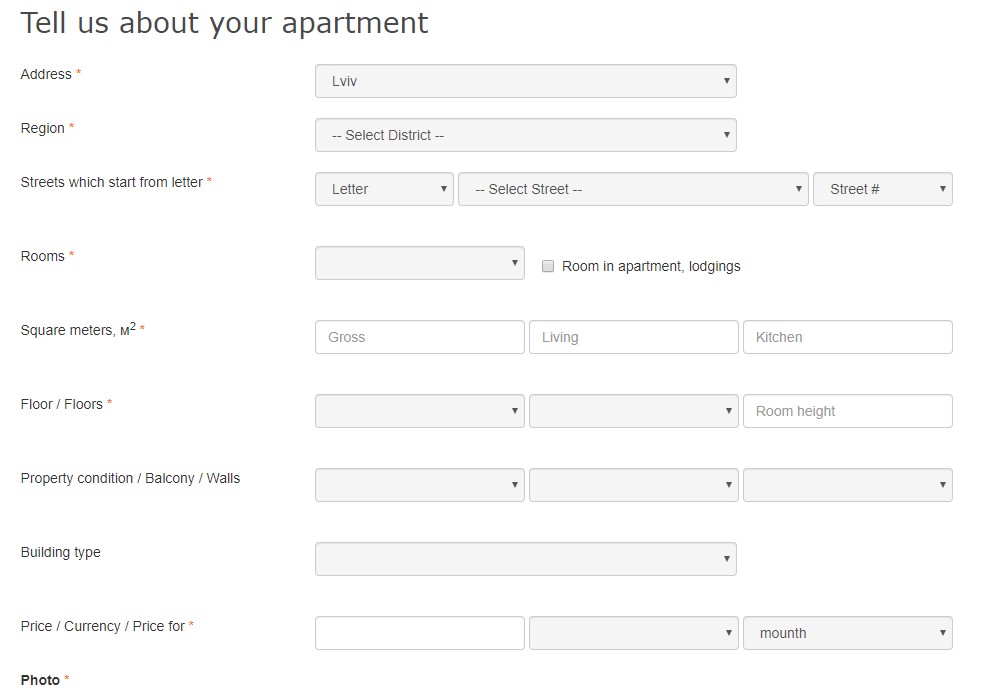 Tell us about your apartment
Address * Lviv
Region * -- Select District --
Streets which start from letter * Letter -- Select Street -- Street #
Rooms * Room in apartment, lodgings
Square meters, м2 * Gross Living Kitchen
Floor / Floors * Room height
Property condition / Balcony / Walls
Building type
Price / Currency / Price for * mounth
Photo *